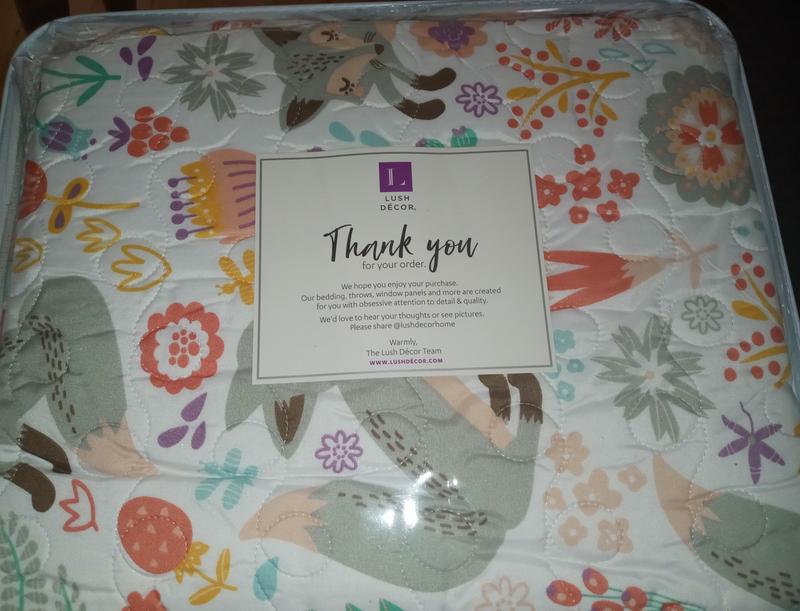 L
LUSH
DÉCOR®
Thank you
for your order.
We hope you enjoy your purchase.
Our bedding, throws, window panels and more are created
for you with obsessive attention to detail & quality.
We'd love to hear your thoughts or see pictures.
Please share @lushdecorhome
Warmly,
The Lush Décor Team
WWW.LUSHDÉCOR.COM